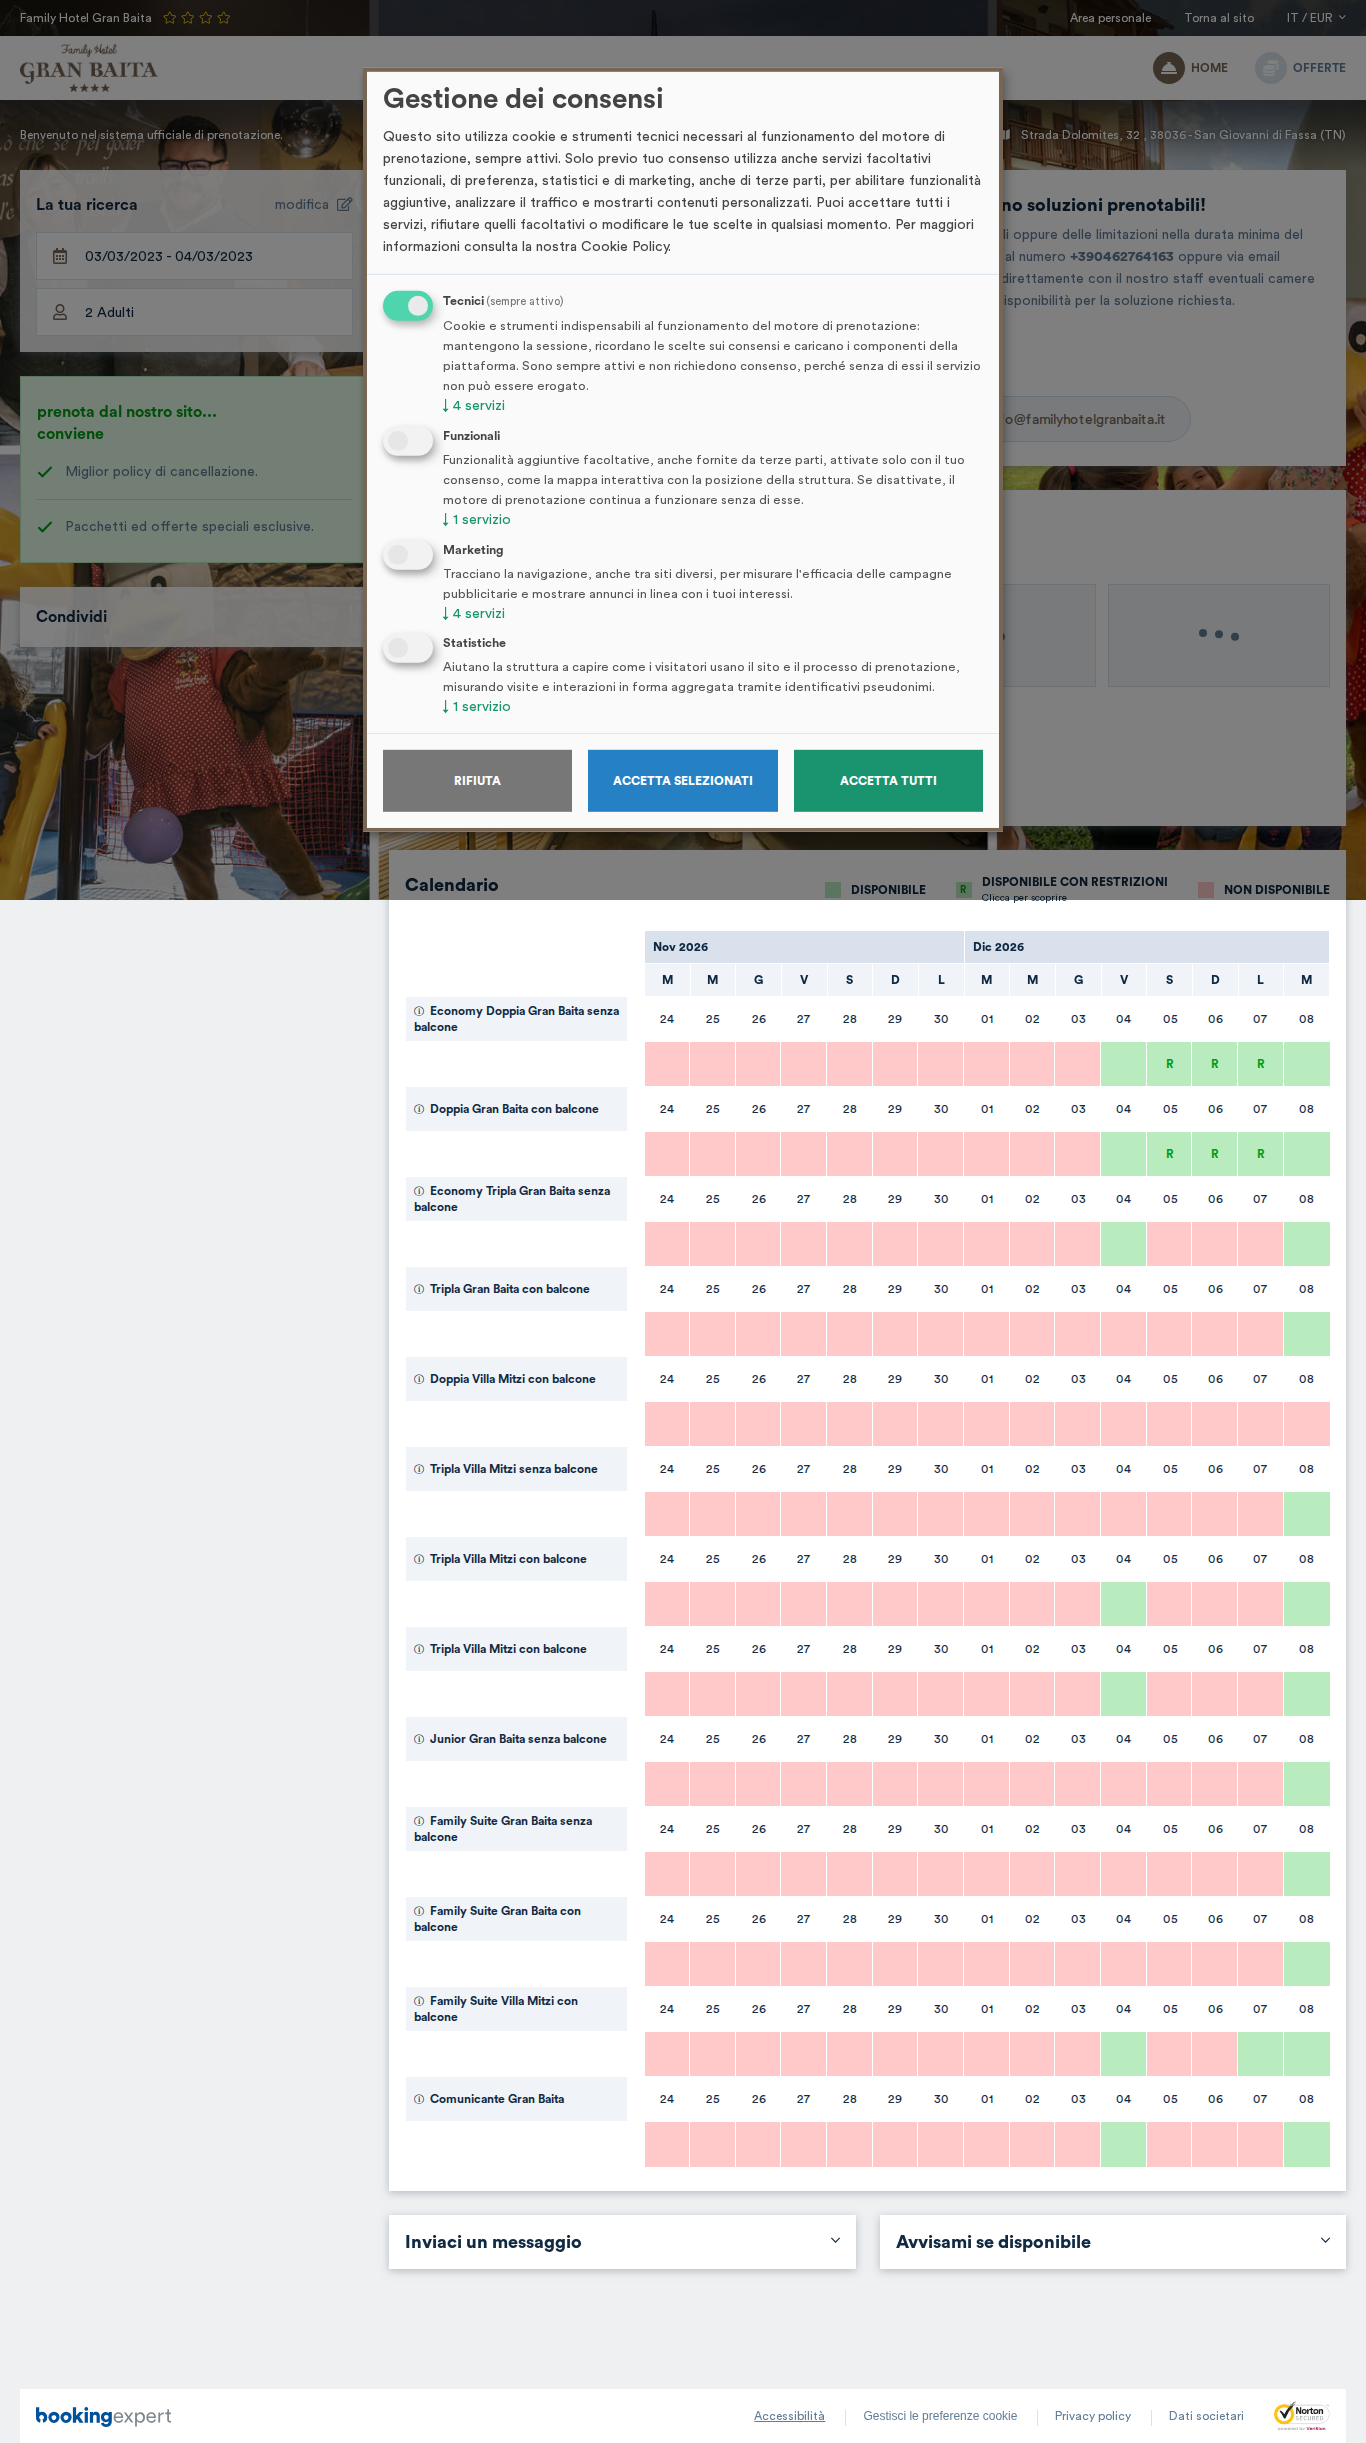 Family Hotel Gran Baita
Area personale
Torna al sito
IT / EUR
Family Hotel
GRAN BAITA
HOME
OFFERTE
Benvenuto nel sistema ufficiale di prenotazione.
Strada Dolomites, 32 , 38036 - San Giovanni di Fassa (TN)
La tua ricerca
modifica
03/03/2023 - 04/03/2023
2 Adulti
prenota dal nostro sito...
conviene
Miglior policy di cancellazione.
Pacchetti ed offerte speciali esclusive.
Condividi
no soluzioni prenotabili!
li oppure delle limitazioni nella durata minima del
al numero +390462764163 oppure via email
direttamente con il nostro staff eventuali camere
isponibilità per la soluzione richiesta.
o@familyhotelgranbaita.it
Gestione dei consensi
Questo sito utilizza cookie e strumenti tecnici necessari al funzionamento del motore di
prenotazione, sempre attivi. Solo previo tuo consenso utilizza anche servizi facoltativi
funzionali, di preferenza, statistici e di marketing, anche di terze parti, per abilitare funzionalità
aggiuntive, analizzare il traffico e mostrarti contenuti personalizzati. Puoi accettare tutti i
servizi, rifiutare quelli facoltativi o modificare le tue scelte in qualsiasi momento. Per maggiori
informazioni consulta la nostra Cookie Policy.
Tecnici (sempre attivo)
Cookie e strumenti indispensabili al funzionamento del motore di prenotazione:
mantengono la sessione, ricordano le scelte sui consensi e caricano i componenti della
piattaforma. Sono sempre attivi e non richiedono consenso, perché senza di essi il servizio
non può essere erogato.
↓ 4 servizi
Funzionali
Funzionalità aggiuntive facoltative, anche fornite da terze parti, attivate solo con il tuo
consenso, come la mappa interattiva con la posizione della struttura. Se disattivate, il
motore di prenotazione continua a funzionare senza di esse.
↓ 1 servizio
Marketing
Tracciano la navigazione, anche tra siti diversi, per misurare l'efficacia delle campagne
pubblicitarie e mostrare annunci in linea con i tuoi interessi.
↓ 4 servizi
Statistiche
Aiutano la struttura a capire come i visitatori usano il sito e il processo di prenotazione,
misurando visite e interazioni in forma aggregata tramite identificativi pseudonimi.
↓ 1 servizio
RIFIUTA
ACCETTA SELEZIONATI
ACCETTA TUTTI
Calendario
DISPONIBILE
R DISPONIBILE CON RESTRIZIONI
Clicca per scoprire
NON DISPONIBILE
Nov 2026 Dic 2026
M M G V S D L M M G V S D L M
Economy Doppia Gran Baita senza
balcone
24 25 26 27 28 29 30 01 02 03 04 05 06 07 08
R R R
Doppia Gran Baita con balcone
24 25 26 27 28 29 30 01 02 03 04 05 06 07 08
R R R
Economy Tripla Gran Baita senza
balcone
24 25 26 27 28 29 30 01 02 03 04 05 06 07 08
Tripla Gran Baita con balcone
24 25 26 27 28 29 30 01 02 03 04 05 06 07 08
Doppia Villa Mitzi con balcone
24 25 26 27 28 29 30 01 02 03 04 05 06 07 08
Tripla Villa Mitzi senza balcone
24 25 26 27 28 29 30 01 02 03 04 05 06 07 08
Tripla Villa Mitzi con balcone
24 25 26 27 28 29 30 01 02 03 04 05 06 07 08
Tripla Villa Mitzi con balcone
24 25 26 27 28 29 30 01 02 03 04 05 06 07 08
Junior Gran Baita senza balcone
24 25 26 27 28 29 30 01 02 03 04 05 06 07 08
Family Suite Gran Baita senza
balcone
24 25 26 27 28 29 30 01 02 03 04 05 06 07 08
Family Suite Gran Baita con
balcone
24 25 26 27 28 29 30 01 02 03 04 05 06 07 08
Family Suite Villa Mitzi con
balcone
24 25 26 27 28 29 30 01 02 03 04 05 06 07 08
Comunicante Gran Baita
24 25 26 27 28 29 30 01 02 03 04 05 06 07 08
Inviaci un messaggio
Avvisami se disponibile
bookingexpert
Accessibilità
Gestisci le preferenze cookie
Privacy policy
Dati societari
Norton
SECURED
powered by VeriSign